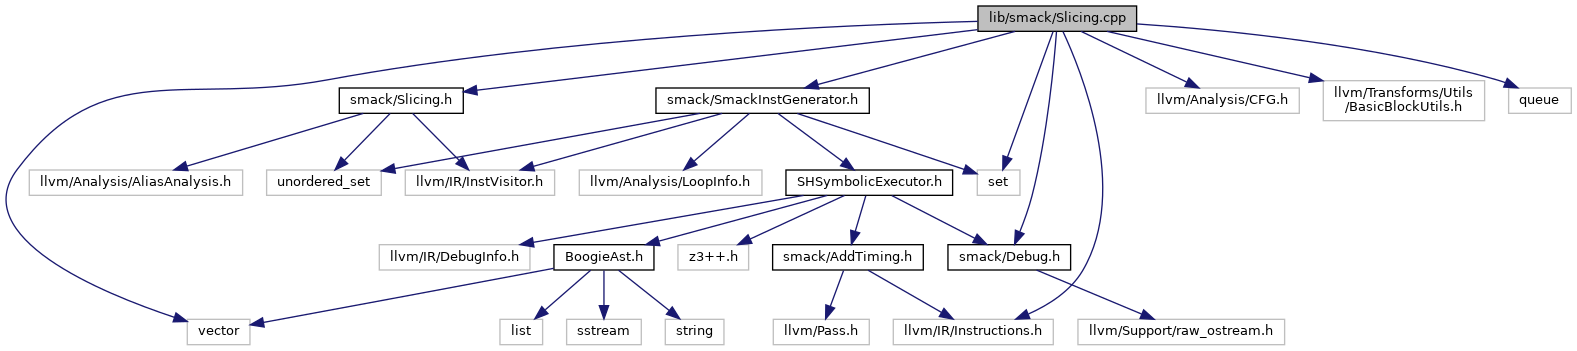 lib/smack/Slicing.cpp
smack/Slicing.h
smack/SmackInstGenerator.h
llvm/Analysis/CFG.h
llvm/Transforms/Utils
/BasicBlockUtils.h
queue
llvm/Analysis/AliasAnalysis.h
unordered_set
llvm/IR/InstVisitor.h
llvm/Analysis/LoopInfo.h
SHSymbolicExecutor.h
set
llvm/IR/DebugInfo.h
BoogieAst.h
z3++.h
smack/AddTiming.h
smack/Debug.h
vector
list
sstream
string
llvm/Pass.h
llvm/IR/Instructions.h
llvm/Support/raw_ostream.h